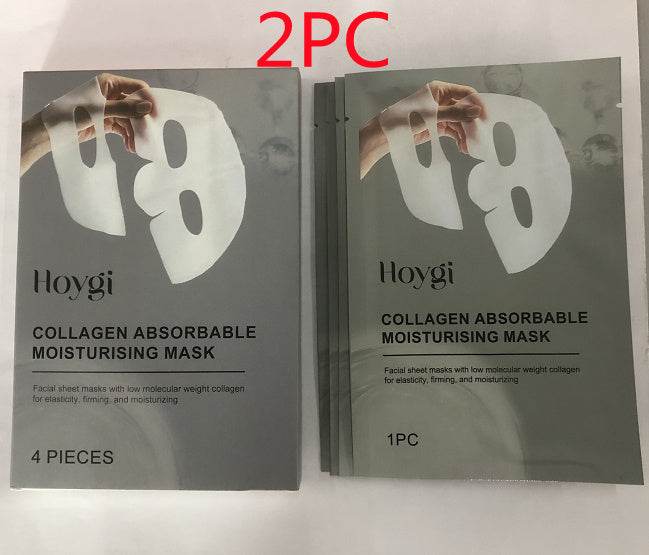 2PC
Hoygi
COLLAGEN ABSORBABLE
MOISTURISING MASK
Facial sheet masks with low molecular weight collagen
for elasticity, firming, and moisturizing
4 PIECES
Hoygi
COLLAGEN ABSORBABLE
MOISTURISING MASK
Facial sheet masks with low molecular weight collagen
for elasticity, firming, and moisturizing
1PC